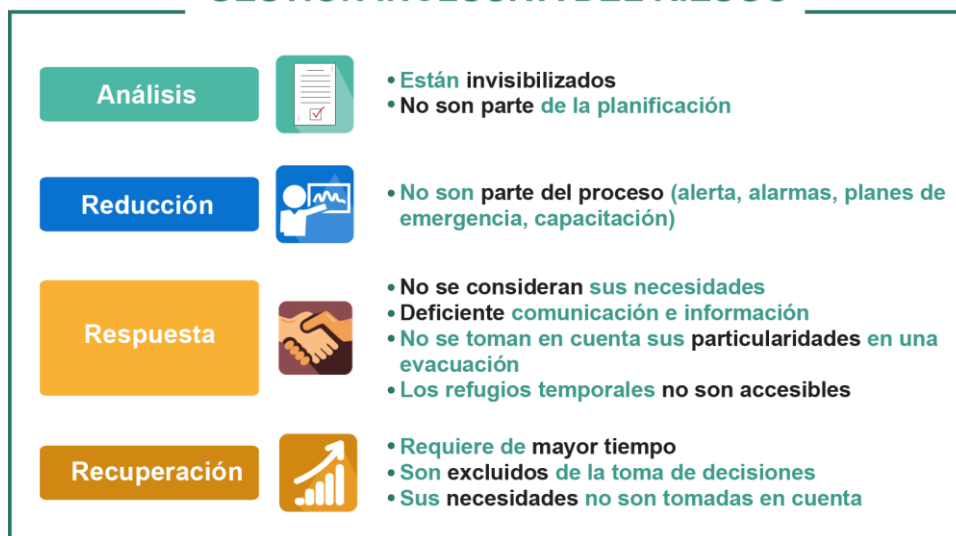 Análisis
• Están invisibilizados
• No son parte de la planificación
Reducción
• No son parte del proceso (alerta, alarmas, planes de
emergencia, capacitación)
Respuesta
• No se consideran sus necesidades
• Deficiente comunicación e información
• No se toman en cuenta sus particularidades en una
evacuación
• Los refugios temporales no son accesibles
Recuperación
• Requiere de mayor tiempo
• Son excluidos de la toma de decisiones
• Sus necesidades no son tomadas en cuenta